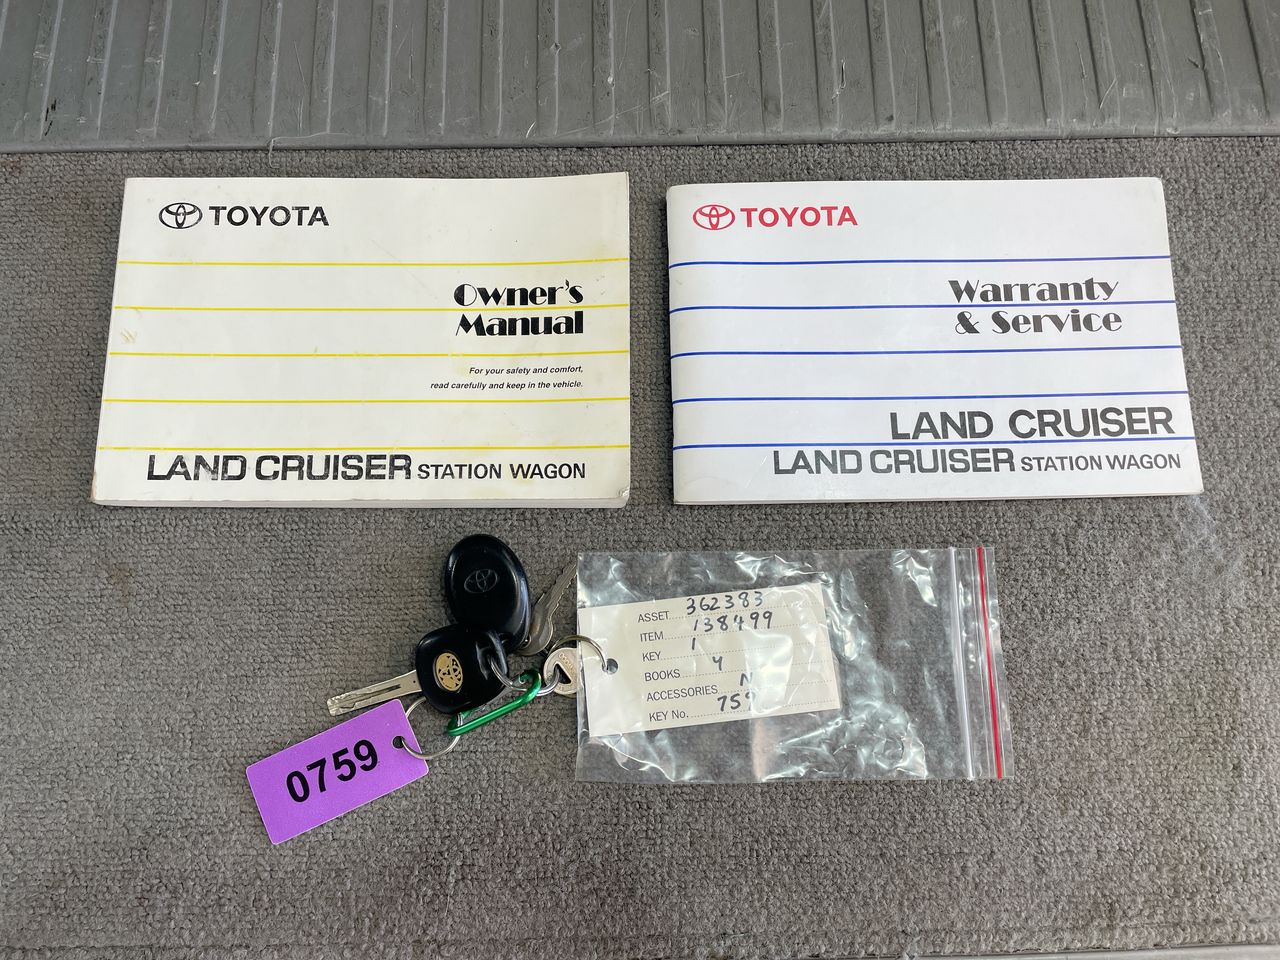 TOYOTA
Owner's
Manual
For your safety and comfort,
read carefully and keep in the vehicle.
LAND CRUISER STATION WAGON
TOYOTA
Warranty
& Service
LAND CRUISER
LAND CRUISER STATION WAGON
ASSET 362383
ITEM 138499
KEY 1
BOOKS Y
ACCESSORIES N
KEY No. 759
0759